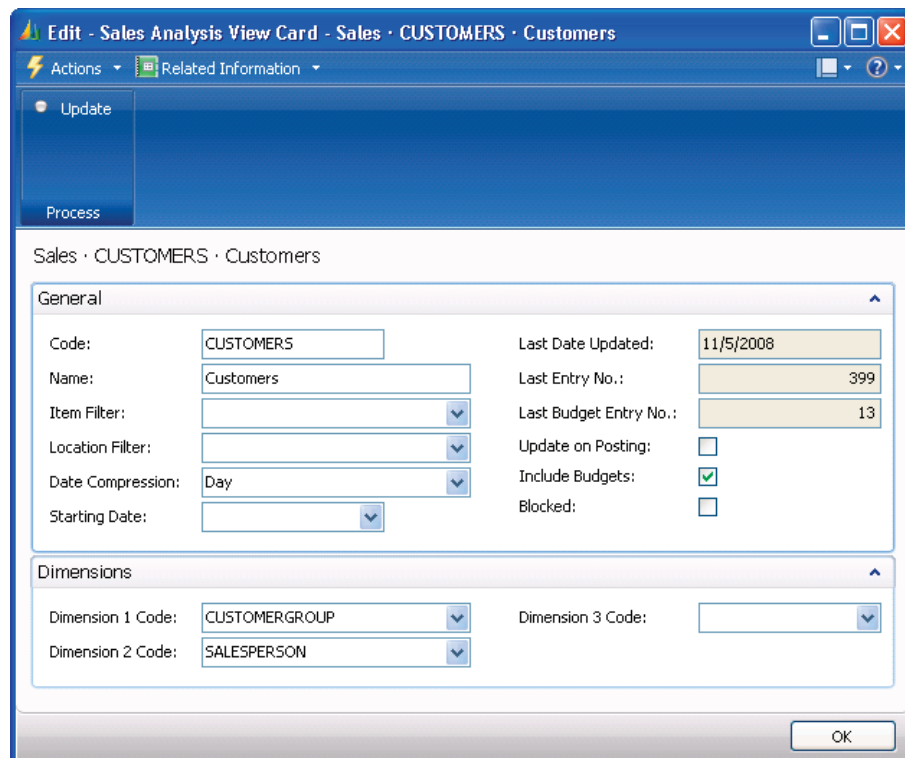 Edit - Sales Analysis View Card - Sales · CUSTOMERS · Customers
Actions
Related Information
Update
Process
Sales · CUSTOMERS · Customers
General
Code: CUSTOMERS
Name: Customers
Item Filter:
Location Filter:
Date Compression: Day
Starting Date:
Last Date Updated: 11/5/2008
Last Entry No.: 399
Last Budget Entry No.: 13
Update on Posting:
Include Budgets:
Blocked:
Dimensions
Dimension 1 Code: CUSTOMERGROUP
Dimension 2 Code: SALESPERSON
Dimension 3 Code:
OK